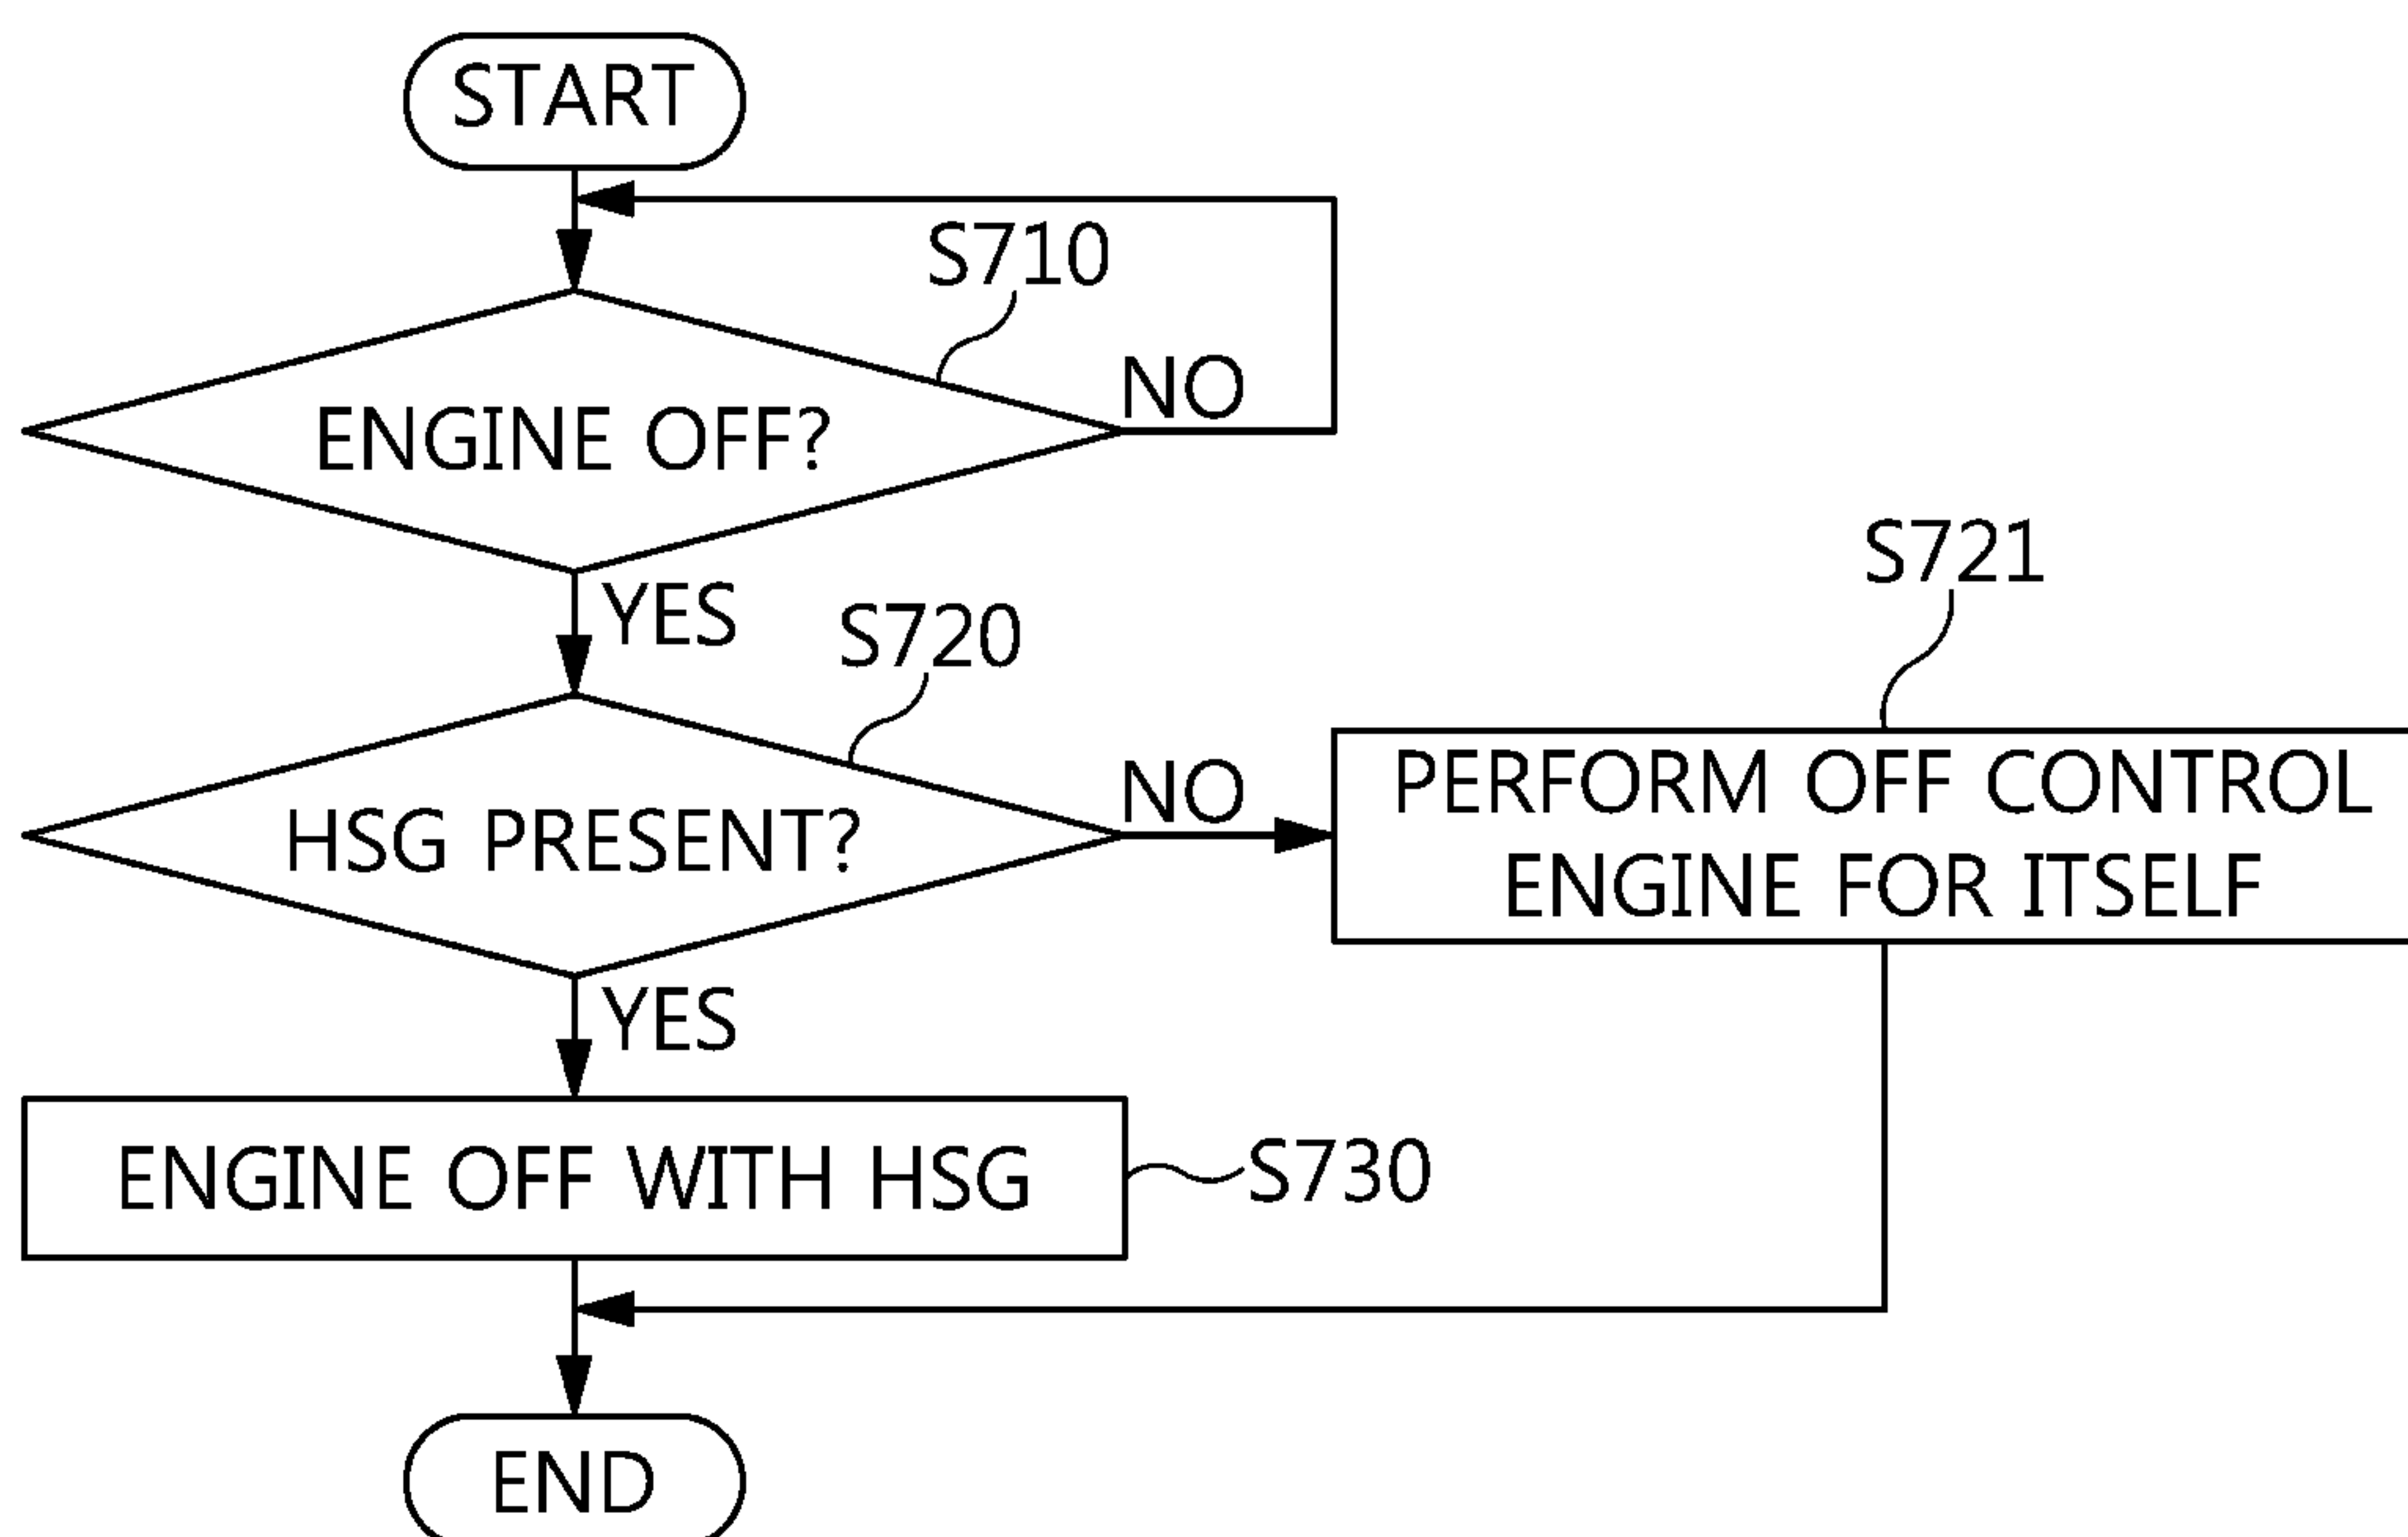 START
S710
NO
ENGINE OFF?
S721
YES
S720
NO
PERFORM OFF CONTROL
HSG PRESENT?
ENGINE FOR ITSELF
YES
ENGINE OFF WITH HSG
S730
END